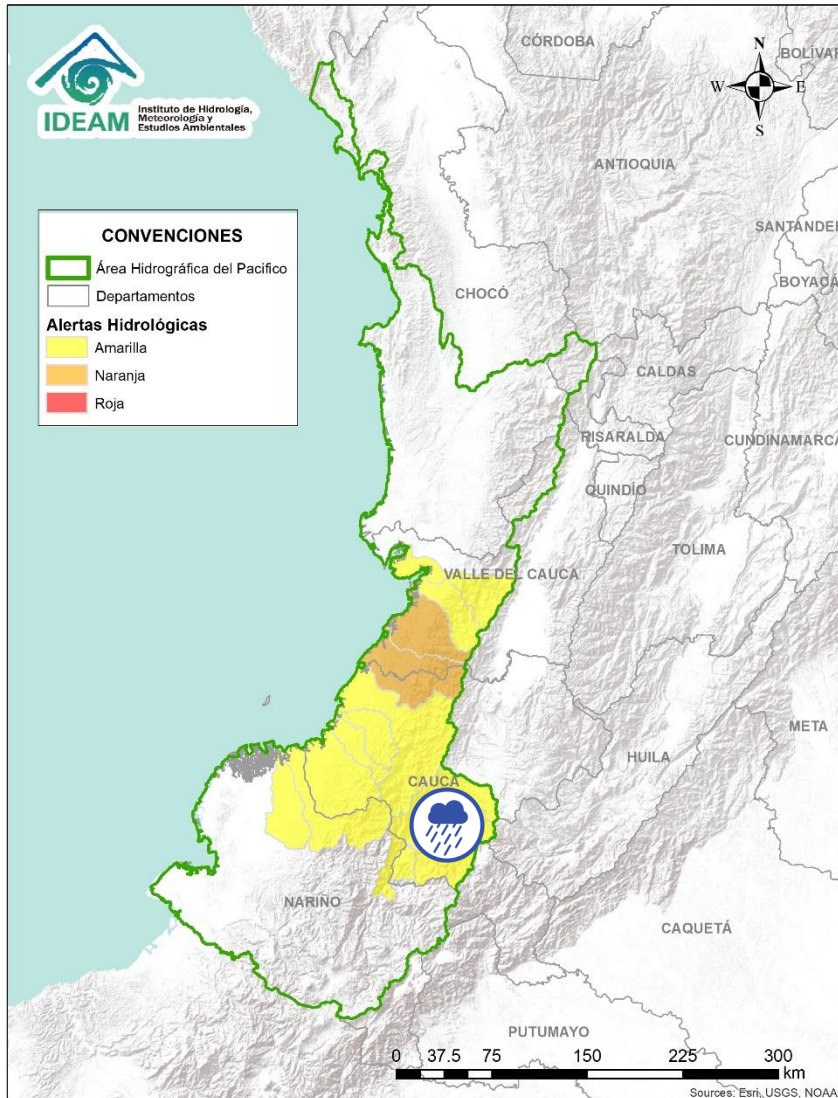 IDEAM
Instituto de Hidrología,
Meteorología y
Estudios Ambientales
CÓRDOBA
BOLÍVAR
N
W
E
S
ANTIOQUIA
SANTANDER
BOYACÁ
CONVENCIONES
Área Hidrográfica del Pacifico
Departamentos
Alertas Hidrológicas
Amarilla
Naranja
Roja
CHOCÓ
CALDAS
RISARALDA
CUNDINAMARCA
QUINDÍO
TOLIMA
VALLE DEL CAUCA
META
HUILA
CAUCA
NARIÑO
CAQUETÁ
PUTUMAYO
0 37.5 75 150 225 300
km
Sources: Esri, USGS, NOAA